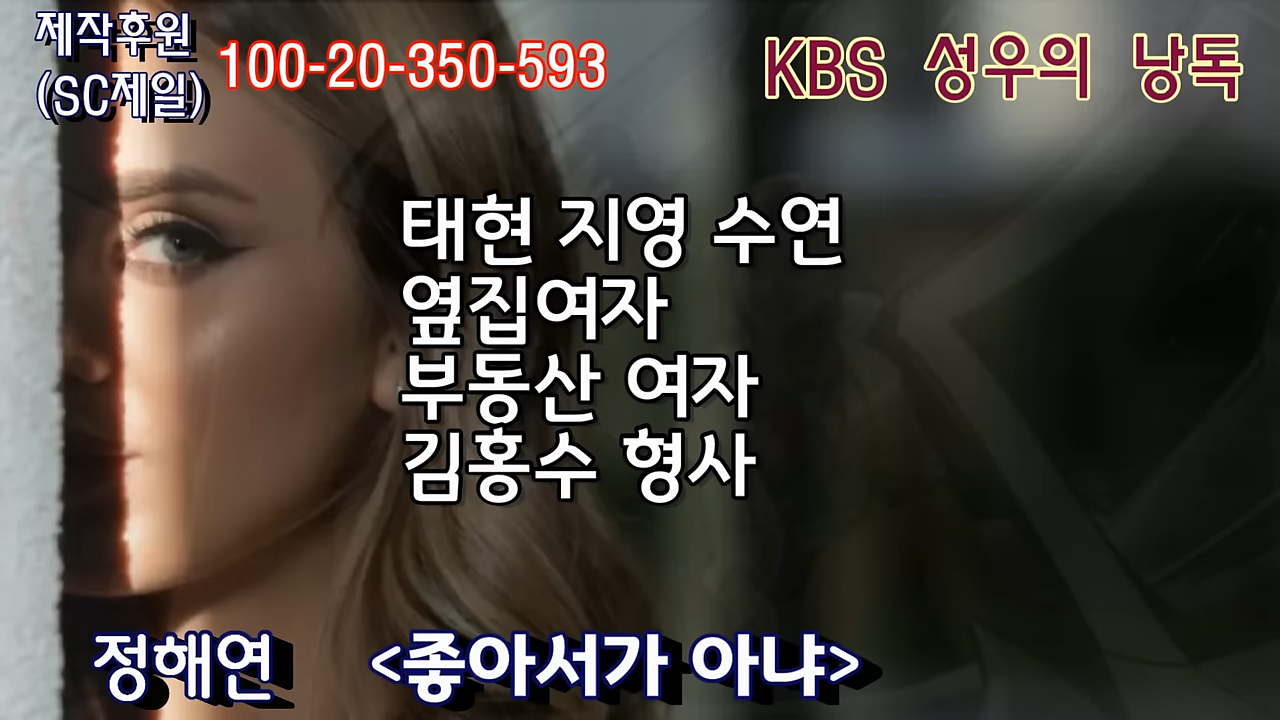 제작후원
(SC제일)
100-20-350-593
KBS 성우의 낭독
태현 지영 수연
옆집여자
부동산 여자
김홍수 형사
정해연 <좋아서가 아냐>